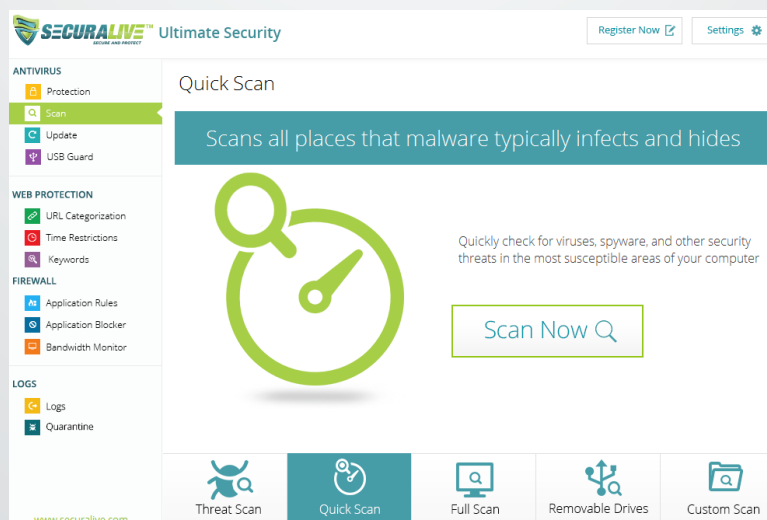 SECURALIVE™ Ultimate Security
SECURE AND PROTECT
Register Now
Settings
ANTIVIRUS
Protection
Scan
Update
USB Guard
WEB PROTECTION
URL Categorization
Time Restrictions
Keywords
FIREWALL
Application Rules
Application Blocker
Bandwidth Monitor
LOGS
Logs
Quarantine
www.securalive.com
Quick Scan
Scans all places that malware typically infects and hides
Quickly check for viruses, spyware, and other security
threats in the most susceptible areas of your computer
Scan Now
Threat Scan
Quick Scan
Full Scan
Removable Drives
Custom Scan